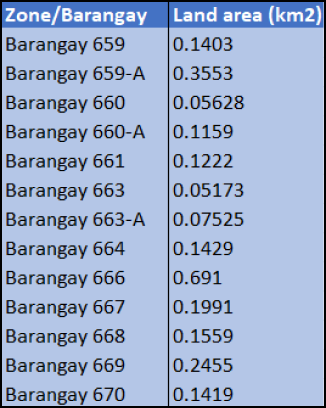 Zone/Barangay Land area (km2)
Barangay 659 0.1403
Barangay 659-A 0.3553
Barangay 660 0.05628
Barangay 660-A 0.1159
Barangay 661 0.1222
Barangay 663 0.05173
Barangay 663-A 0.07525
Barangay 664 0.1429
Barangay 666 0.691
Barangay 667 0.1991
Barangay 668 0.1559
Barangay 669 0.2455
Barangay 670 0.1419